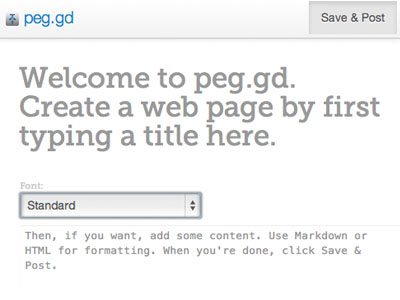 peg.gd
Save & Post
Welcome to peg.gd.
Create a web page by first
typing a title here.
Font:
Standard
Then, if you want, add some content. Use Markdown or
HTML for formatting. When you're done, click Save &
Post.